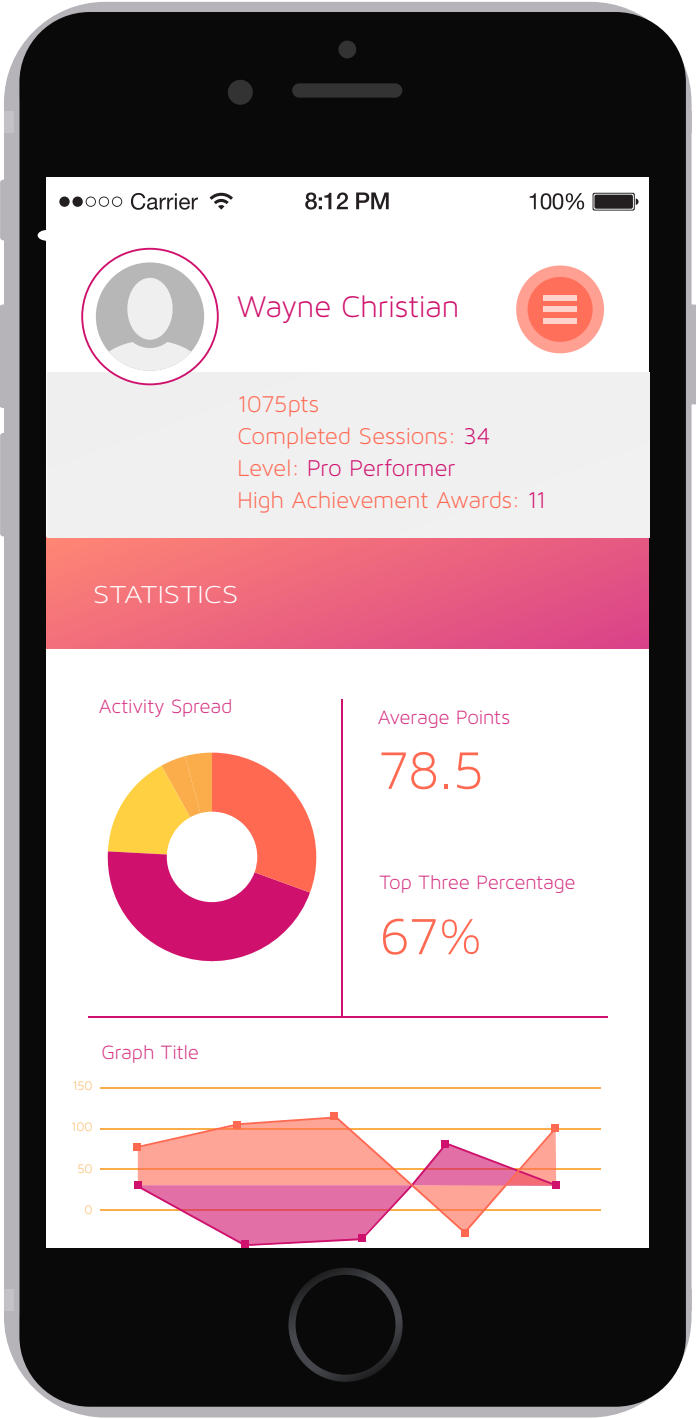 Carrier 8:12 PM 100%
Wayne Christian
1075pts
Completed Sessions: 34
Level: Pro Performer
High Achievement Awards: 11
STATISTICS
Activity Spread
Average Points
78.5
Top Three Percentage
67%
Graph Title
150
100
50
0